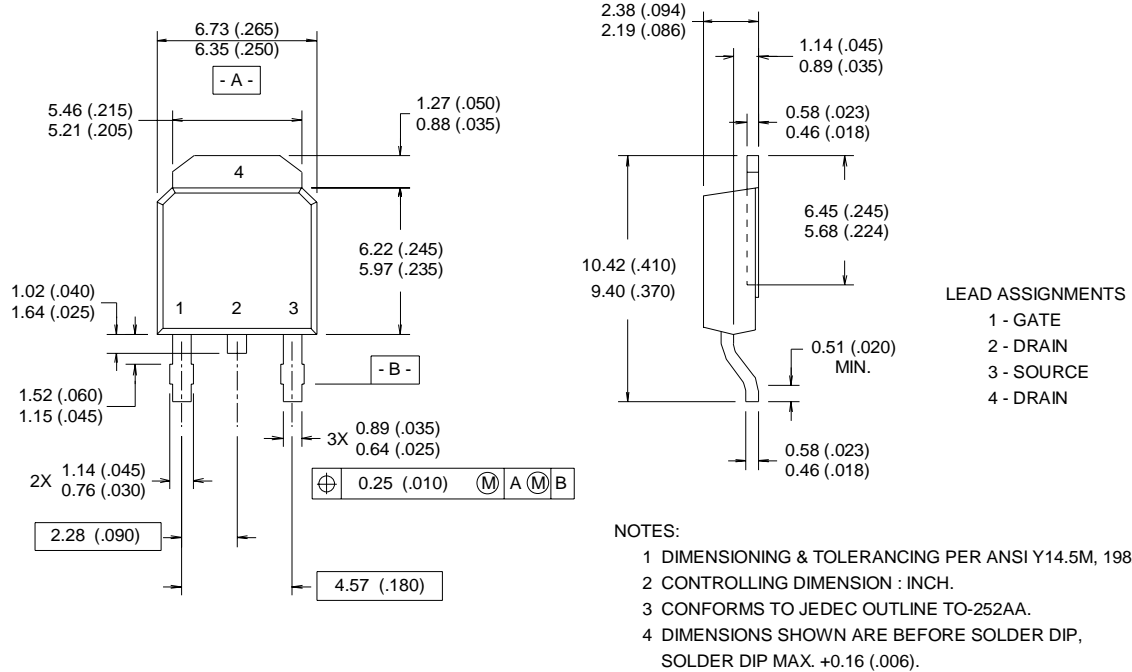 6.73 (.265)
6.35 (.250)
- A -
5.46 (.215)
5.21 (.205)
1.27 (.050)
0.88 (.035)
4
6.22 (.245)
5.97 (.235)
1.02 (.040)
1.64 (.025)
1 2 3
- B -
1.52 (.060)
1.15 (.045)
3X 0.89 (.035)
0.64 (.025)
2X 1.14 (.045)
0.76 (.030)
⌖ 0.25 (.010) Ⓜ A Ⓜ B
2.28 (.090)
4.57 (.180)
2.38 (.094)
2.19 (.086)
1.14 (.045)
0.89 (.035)
0.58 (.023)
0.46 (.018)
6.45 (.245)
5.68 (.224)
10.42 (.410)
9.40 (.370)
0.51 (.020)
MIN.
0.58 (.023)
0.46 (.018)
LEAD ASSIGNMENTS
1 - GATE
2 - DRAIN
3 - SOURCE
4 - DRAIN
NOTES:
1 DIMENSIONING & TOLERANCING PER ANSI Y14.5M, 198
2 CONTROLLING DIMENSION : INCH.
3 CONFORMS TO JEDEC OUTLINE TO-252AA.
4 DIMENSIONS SHOWN ARE BEFORE SOLDER DIP,
SOLDER DIP MAX. +0.16 (.006).